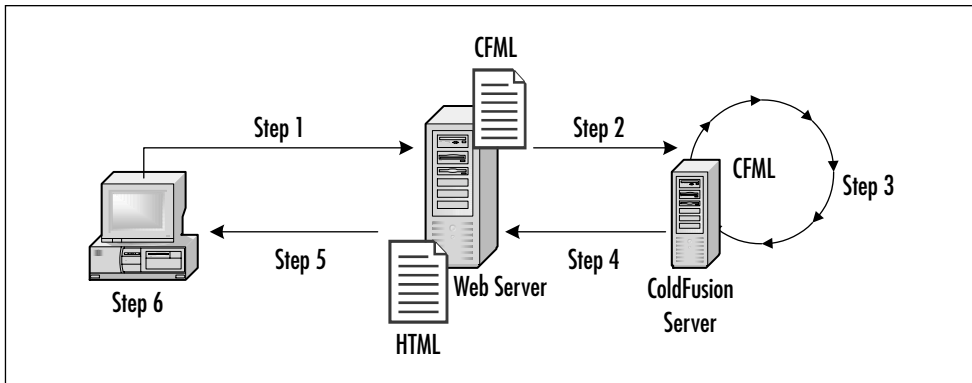 CFML
Step 1
Step 2
CFML
Step 3
Step 5
Step 4
Step 6
Web Server
ColdFusion
Server
HTML